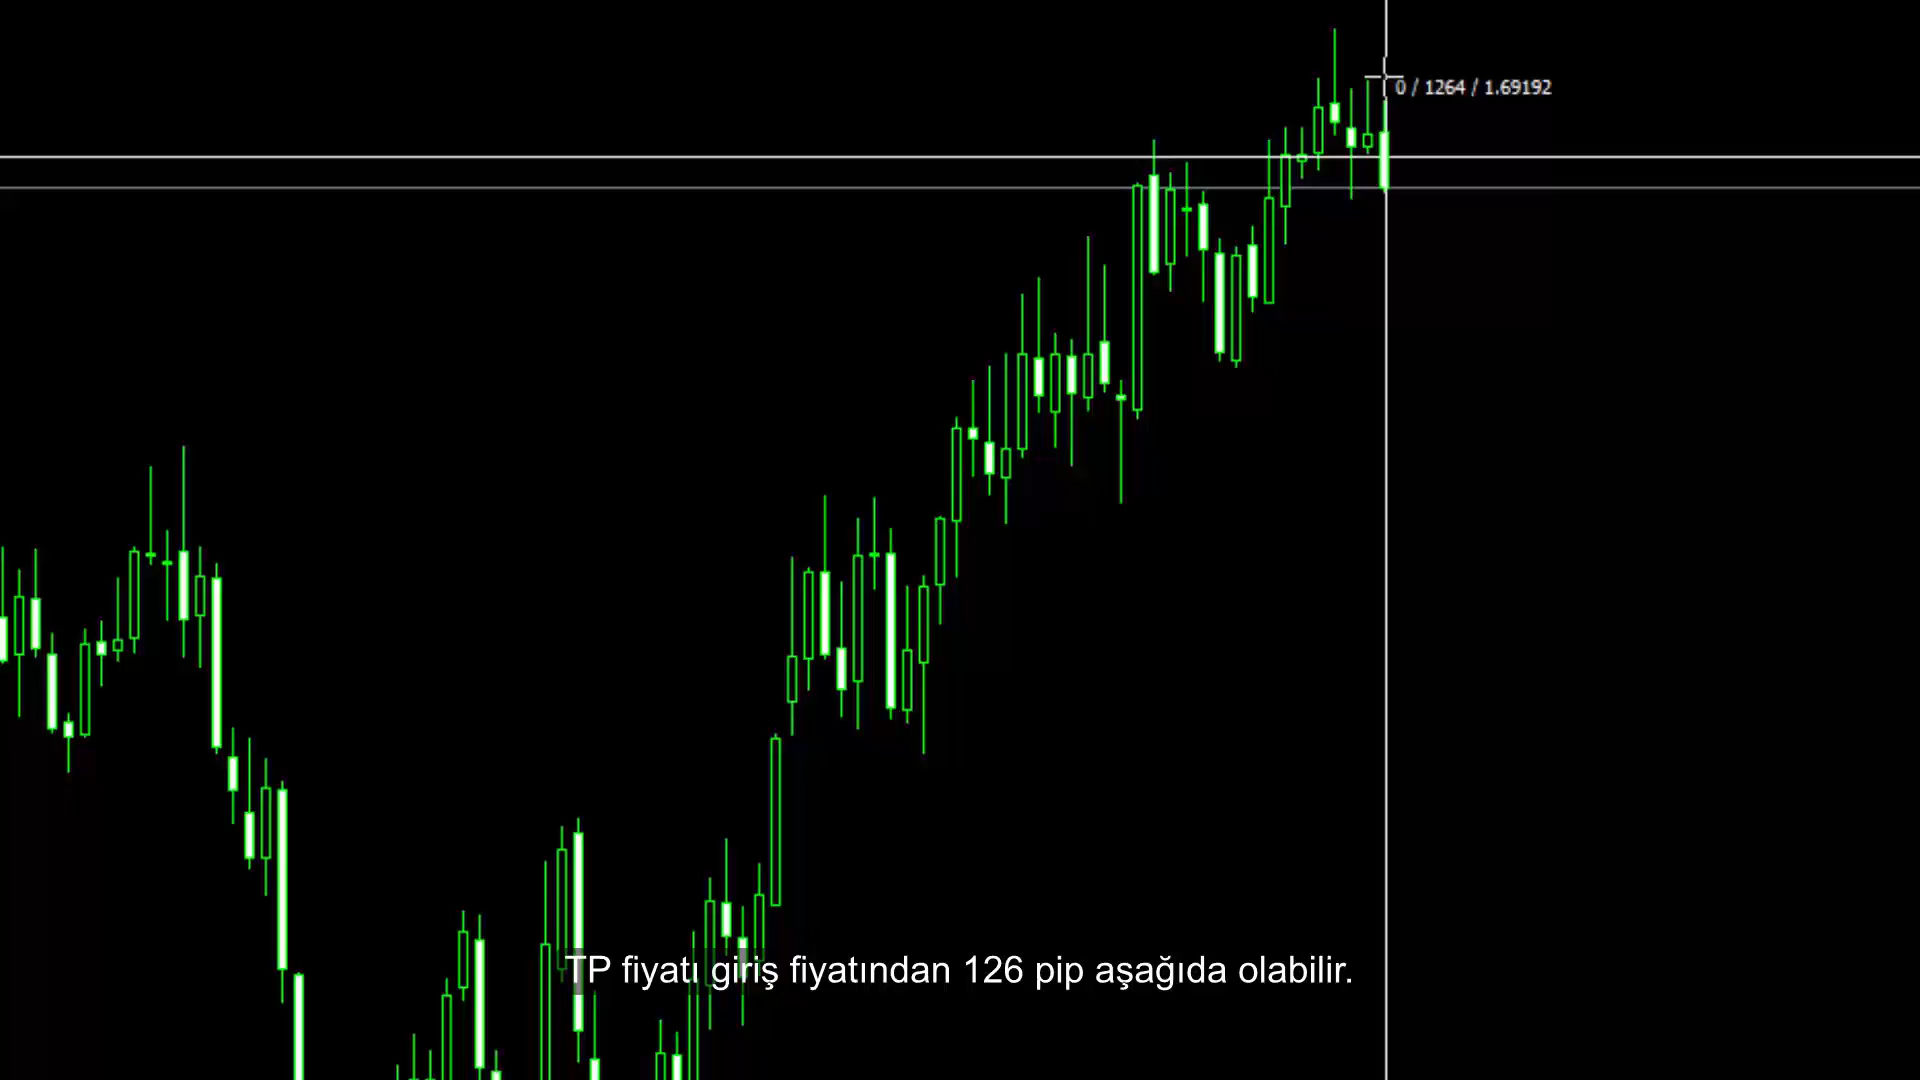 0 / 1264 / 1.69192
TP fiyatı giriş fiyatından 126 pip aşağıda olabilir.